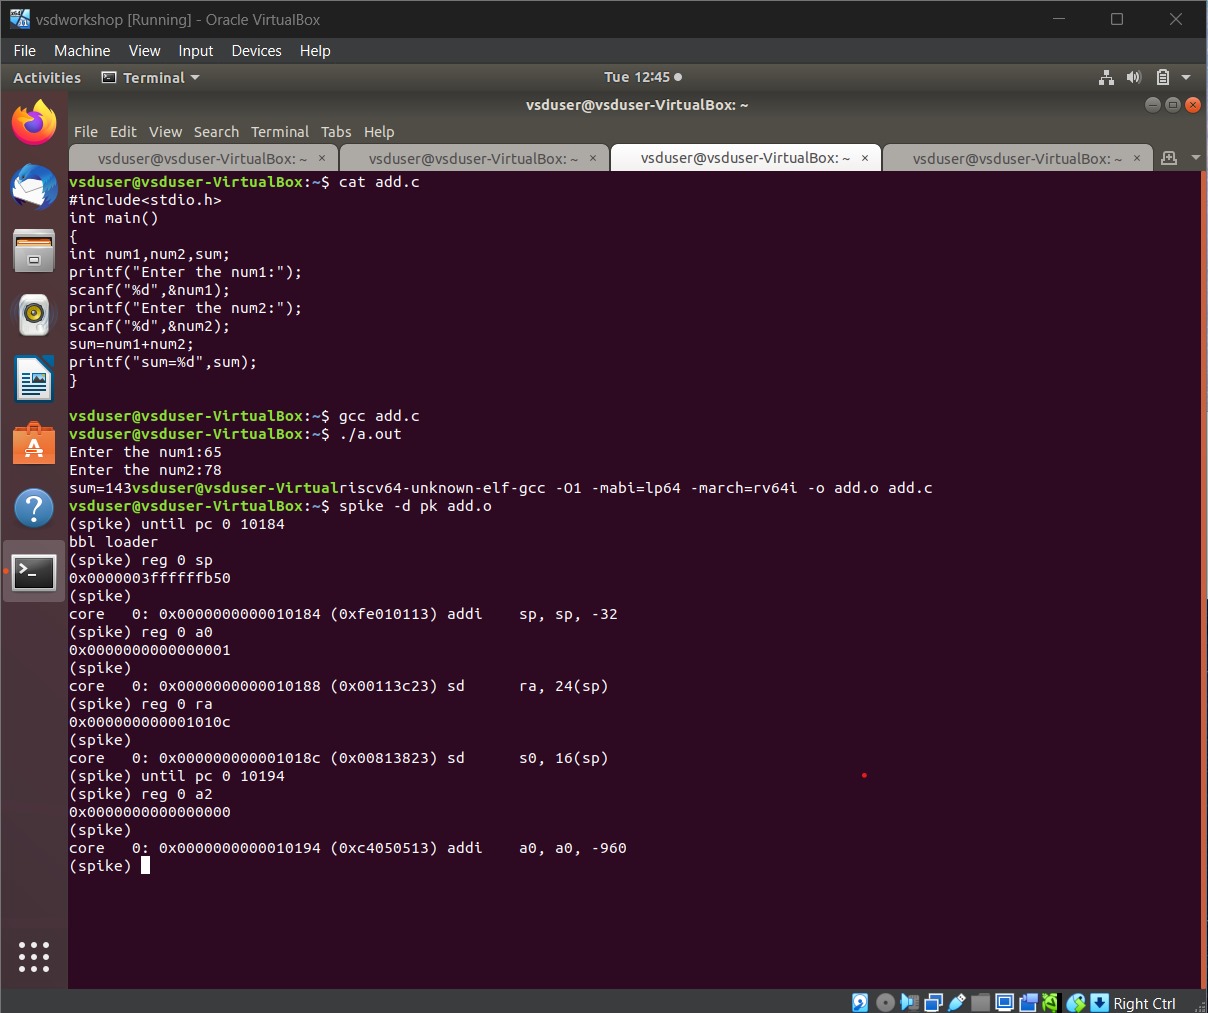 vsdworkshop [Running] - Oracle VirtualBox
File Machine View Input Devices Help
Activities Terminal Tue 12:45
vsduser@vsduser-VirtualBox: ~
File Edit View Search Terminal Tabs Help
vsduser@vsduser-VirtualBox: ~ × vsduser@vsduser-VirtualBox: ~ × vsduser@vsduser-VirtualBox: ~ × vsduser@vsduser-VirtualBox: ~ ×
vsduser@vsduser-VirtualBox:~$ cat add.c
#include<stdio.h>
int main()
{
int num1,num2,sum;
printf("Enter the num1:");
scanf("%d",&num1);
printf("Enter the num2:");
scanf("%d",&num2);
sum=num1+num2;
printf("sum=%d",sum);
}
vsduser@vsduser-VirtualBox:~$ gcc add.c
vsduser@vsduser-VirtualBox:~$ ./a.out
Enter the num1:65
Enter the num2:78
sum=143vsduser@vsduser-Virtualriscv64-unknown-elf-gcc -O1 -mabi=lp64 -march=rv64i -o add.o add.c
vsduser@vsduser-VirtualBox:~$ spike -d pk add.o
(spike) until pc 0 10184
bbl loader
(spike) reg 0 sp
0x0000003ffffffb50
(spike)
core   0: 0x0000000000010184 (0xfe010113) addi    sp, sp, -32
(spike) reg 0 a0
0x0000000000000001
(spike)
core   0: 0x0000000000010188 (0x00113c23) sd      ra, 24(sp)
(spike) reg 0 ra
0x000000000001010c
(spike)
core   0: 0x000000000001018c (0x00813823) sd      s0, 16(sp)
(spike) until pc 0 10194
(spike) reg 0 a2
0x0000000000000000
(spike)
core   0: 0x0000000000010194 (0xc4050513) addi    a0, a0, -960
(spike)
Right Ctrl